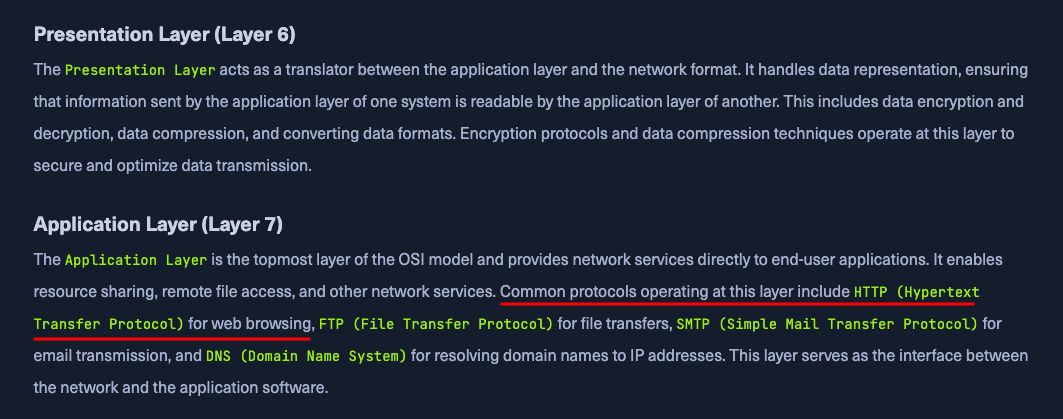 Presentation Layer (Layer 6)
The Presentation Layer acts as a translator between the application layer and the network format. It handles data representation, ensuring
that information sent by the application layer of one system is readable by the application layer of another. This includes data encryption and
decryption, data compression, and converting data formats. Encryption protocols and data compression techniques operate at this layer to
secure and optimize data transmission.
Application Layer (Layer 7)
The Application Layer is the topmost layer of the OSI model and provides network services directly to end-user applications. It enables
resource sharing, remote file access, and other network services. Common protocols operating at this layer include HTTP (Hypertext
Transfer Protocol) for web browsing, FTP (File Transfer Protocol) for file transfers, SMTP (Simple Mail Transfer Protocol) for
email transmission, and DNS (Domain Name System) for resolving domain names to IP addresses. This layer serves as the interface between
the network and the application software.